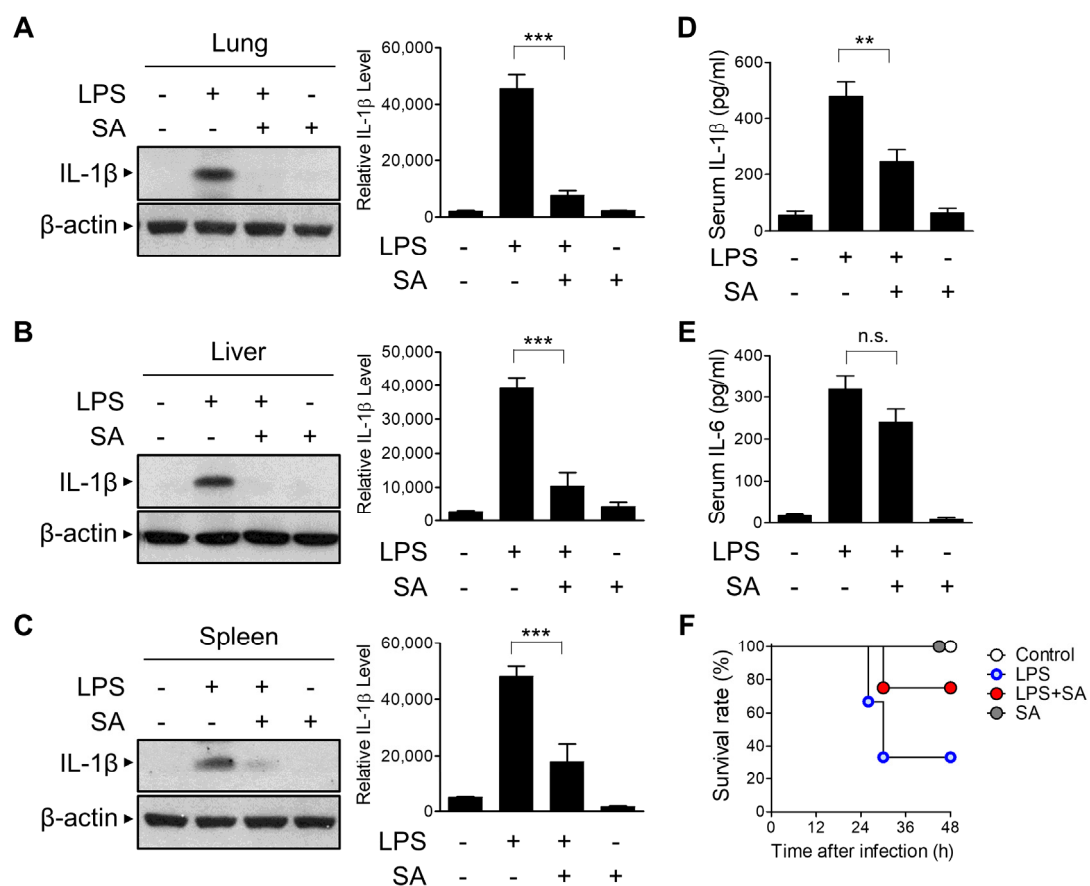 A
Lung
LPS - + + -
SA - - + +
IL-1β
β-actin
Relative IL-1β Level
60,000
40,000
20,000
0
LPS - + + -
SA - - + +
***
B
Liver
LPS - + + -
SA - - + +
IL-1β
β-actin
Relative IL-1β Level
50,000
40,000
30,000
20,000
10,000
0
LPS - + + -
SA - - + +
***
C
Spleen
LPS - + + -
SA - - + +
IL-1β
β-actin
Relative IL-1β Level
60,000
40,000
20,000
0
LPS - + + -
SA - - + +
***
D
Serum IL-1β (pg/ml)
600
400
200
0
LPS - + + -
SA - - + +
**
E
Serum IL-6 (pg/ml)
400
300
200
100
0
LPS - + + -
SA - - + +
n.s.
F
Survival rate (%)
100
80
60
40
20
0
0 12 24 36 48
Time after infection (h)
Control
LPS
LPS+SA
SA